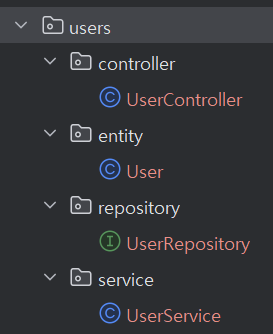 users
controller
C UserController
entity
C User
repository
I UserRepository
service
C UserService